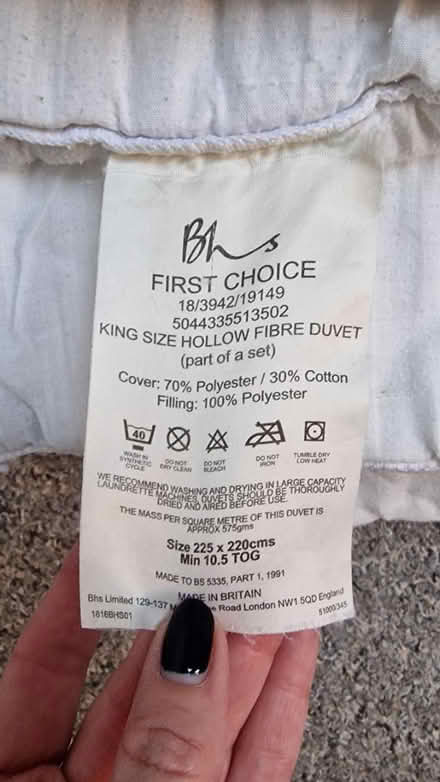 Bhs
FIRST CHOICE
18/3942/19149
5044335513502
KING SIZE HOLLOW FIBRE DUVET
(part of a set)
Cover: 70% Polyester / 30% Cotton
Filling: 100% Polyester
40
WASH IN SYNTHETIC CYCLE
DO NOT DRY CLEAN
DO NOT BLEACH
DO NOT IRON
TUMBLE DRY LOW HEAT
WE RECOMMEND WASHING AND DRYING IN LARGE CAPACITY
LAUNDRETTE MACHINES, DUVETS SHOULD BE THOROUGHLY
DRIED AND AIRED BEFORE USE.
THE MASS PER SQUARE METRE OF THIS DUVET IS
APPROX 575gms
Size 225 x 220cms
Min 10.5 TOG
MADE TO BS 5335, PART 1, 1991
MADE IN BRITAIN
Bhs Limited 129-137 Road London NW1 5QD England
1816BHS01
51000/345